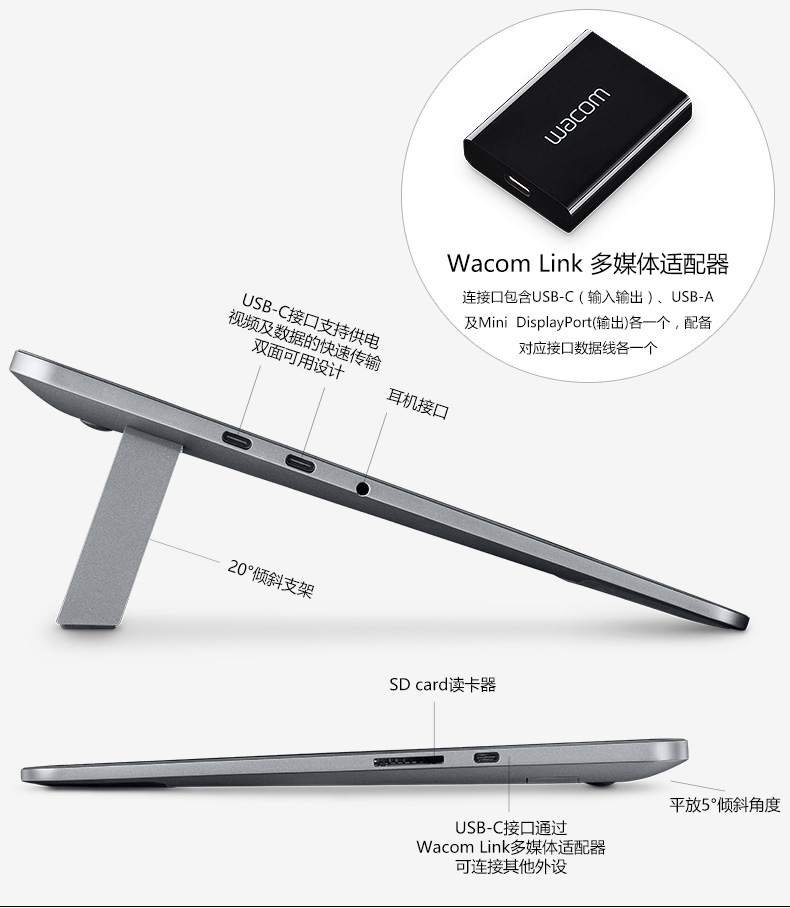 wacom
Wacom Link 多媒体适配器
连接口包含USB-C（输入输出）、USB-A
及Mini DisplayPort(输出)各一个，配备
对应接口数据线各一个
USB-C接口支持供电
视频及数据的快速传输
双面可用设计
耳机接口
20°倾斜支架
SD card读卡器
平放5°倾斜角度
USB-C接口通过
Wacom Link多媒体适配器
可连接其他外设